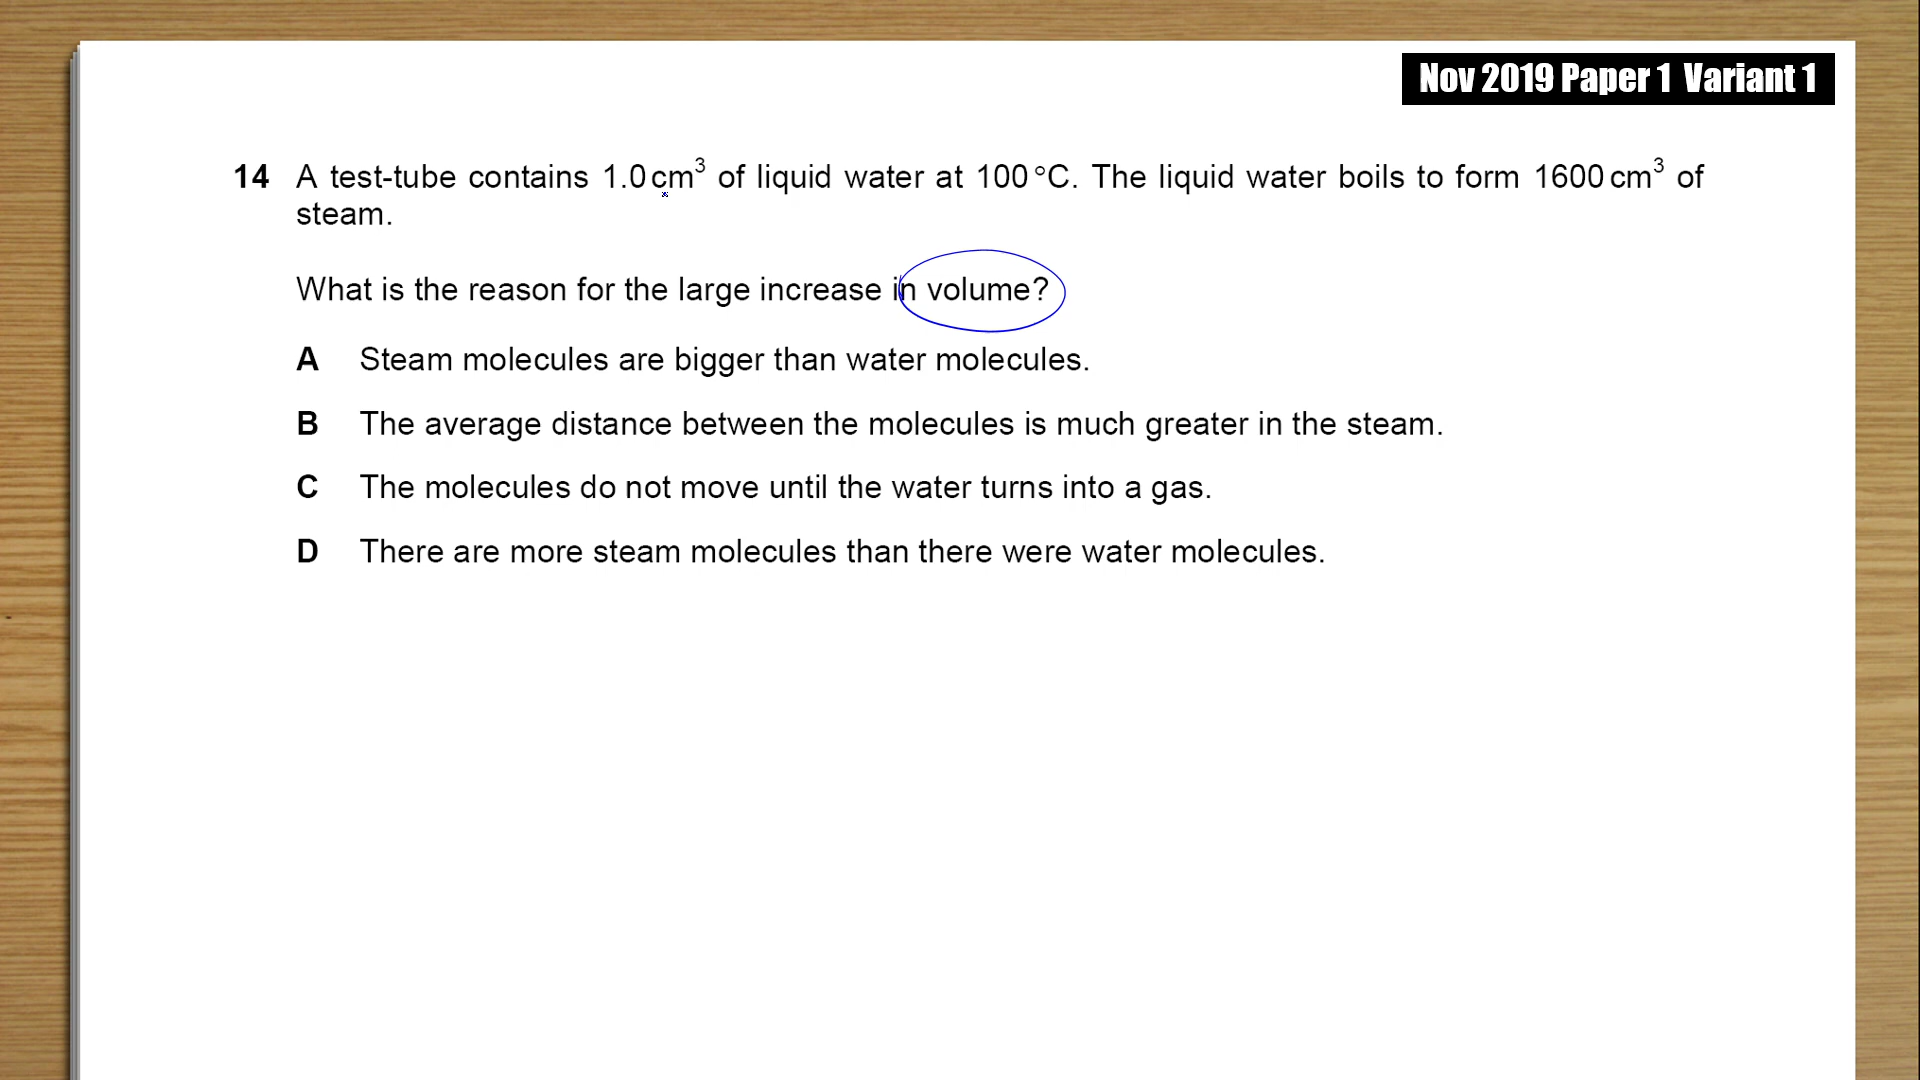 Nov 2019 Paper 1 Variant 1
14 A test-tube contains 1.0 cm³ of liquid water at 100 °C. The liquid water boils to form 1600 cm³ of
steam.
What is the reason for the large increase in volume?
A Steam molecules are bigger than water molecules.
B The average distance between the molecules is much greater in the steam.
C The molecules do not move until the water turns into a gas.
D There are more steam molecules than there were water molecules.